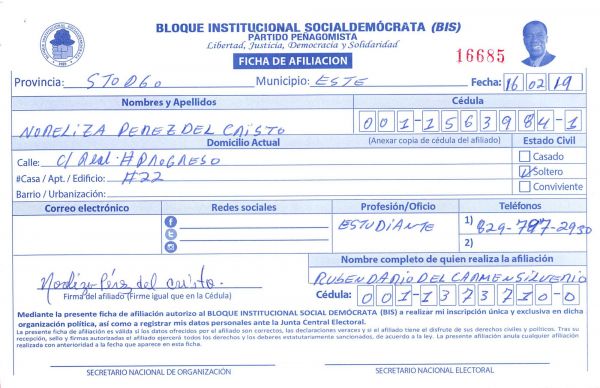 BLOQUE INSTITUCIONAL SOCIALDEMÓCRATA (BIS)
PARTIDO PEÑAGOMISTA
Libertad, Justicia, Democracia y Solidaridad
FICHA DE AFILIACION
16685
Provincia: STO DGO Municipio: ESTE Fecha: 16 02 19
Nombres y Apellidos Cédula
NORELIZA PEREZ DEL CRISTO 001-1563984-1
Domicilio Actual (Anexar copia de cédula del afiliado) Estado Civil
Calle: C/ Real # PROGRESO Casado
#Casa / Apt. / Edificio: #22 Soltero
Barrio / Urbanización: Conviviente
Correo electrónico Redes sociales Profesión/Oficio Teléfonos
ESTUDIANTE 1) 829-797-2930
2)
Nombre completo de quien realiza la afiliación
RUBEN DARIO DEL CARMEN SILVERIO
Firma del afiliado (Firme igual que en la Cédula) Cédula: 001-1373710-0
Mediante la presente ficha de afiliación autorizo al BLOQUE INSTITUCIONAL SOCIAL DEMÓCRATA (BIS) a realizar mi inscripción única y exclusiva en dicha
organización política, así como a registrar mis datos personales ante la Junta Central Electoral.
La presente ficha de afiliación es válida si los datos ofrecidos por el afiliado son correctos, las declaraciones veraces y si el afiliado tiene el disfrute de sus derechos civiles y políticos. Tras su
recepción, sello y firmas autorizadas el afiliado ejercerá todos los derechos y los deberes estatutariamente sancionados, de acuerdo a la ley. La presente afiliación anula cualquier afiliación
realizada con anterioridad a la fecha que aparece en esta ficha.
SECRETARIO NACIONAL DE ORGANIZACIÓN SECRETARIO NACIONAL ELECTORAL